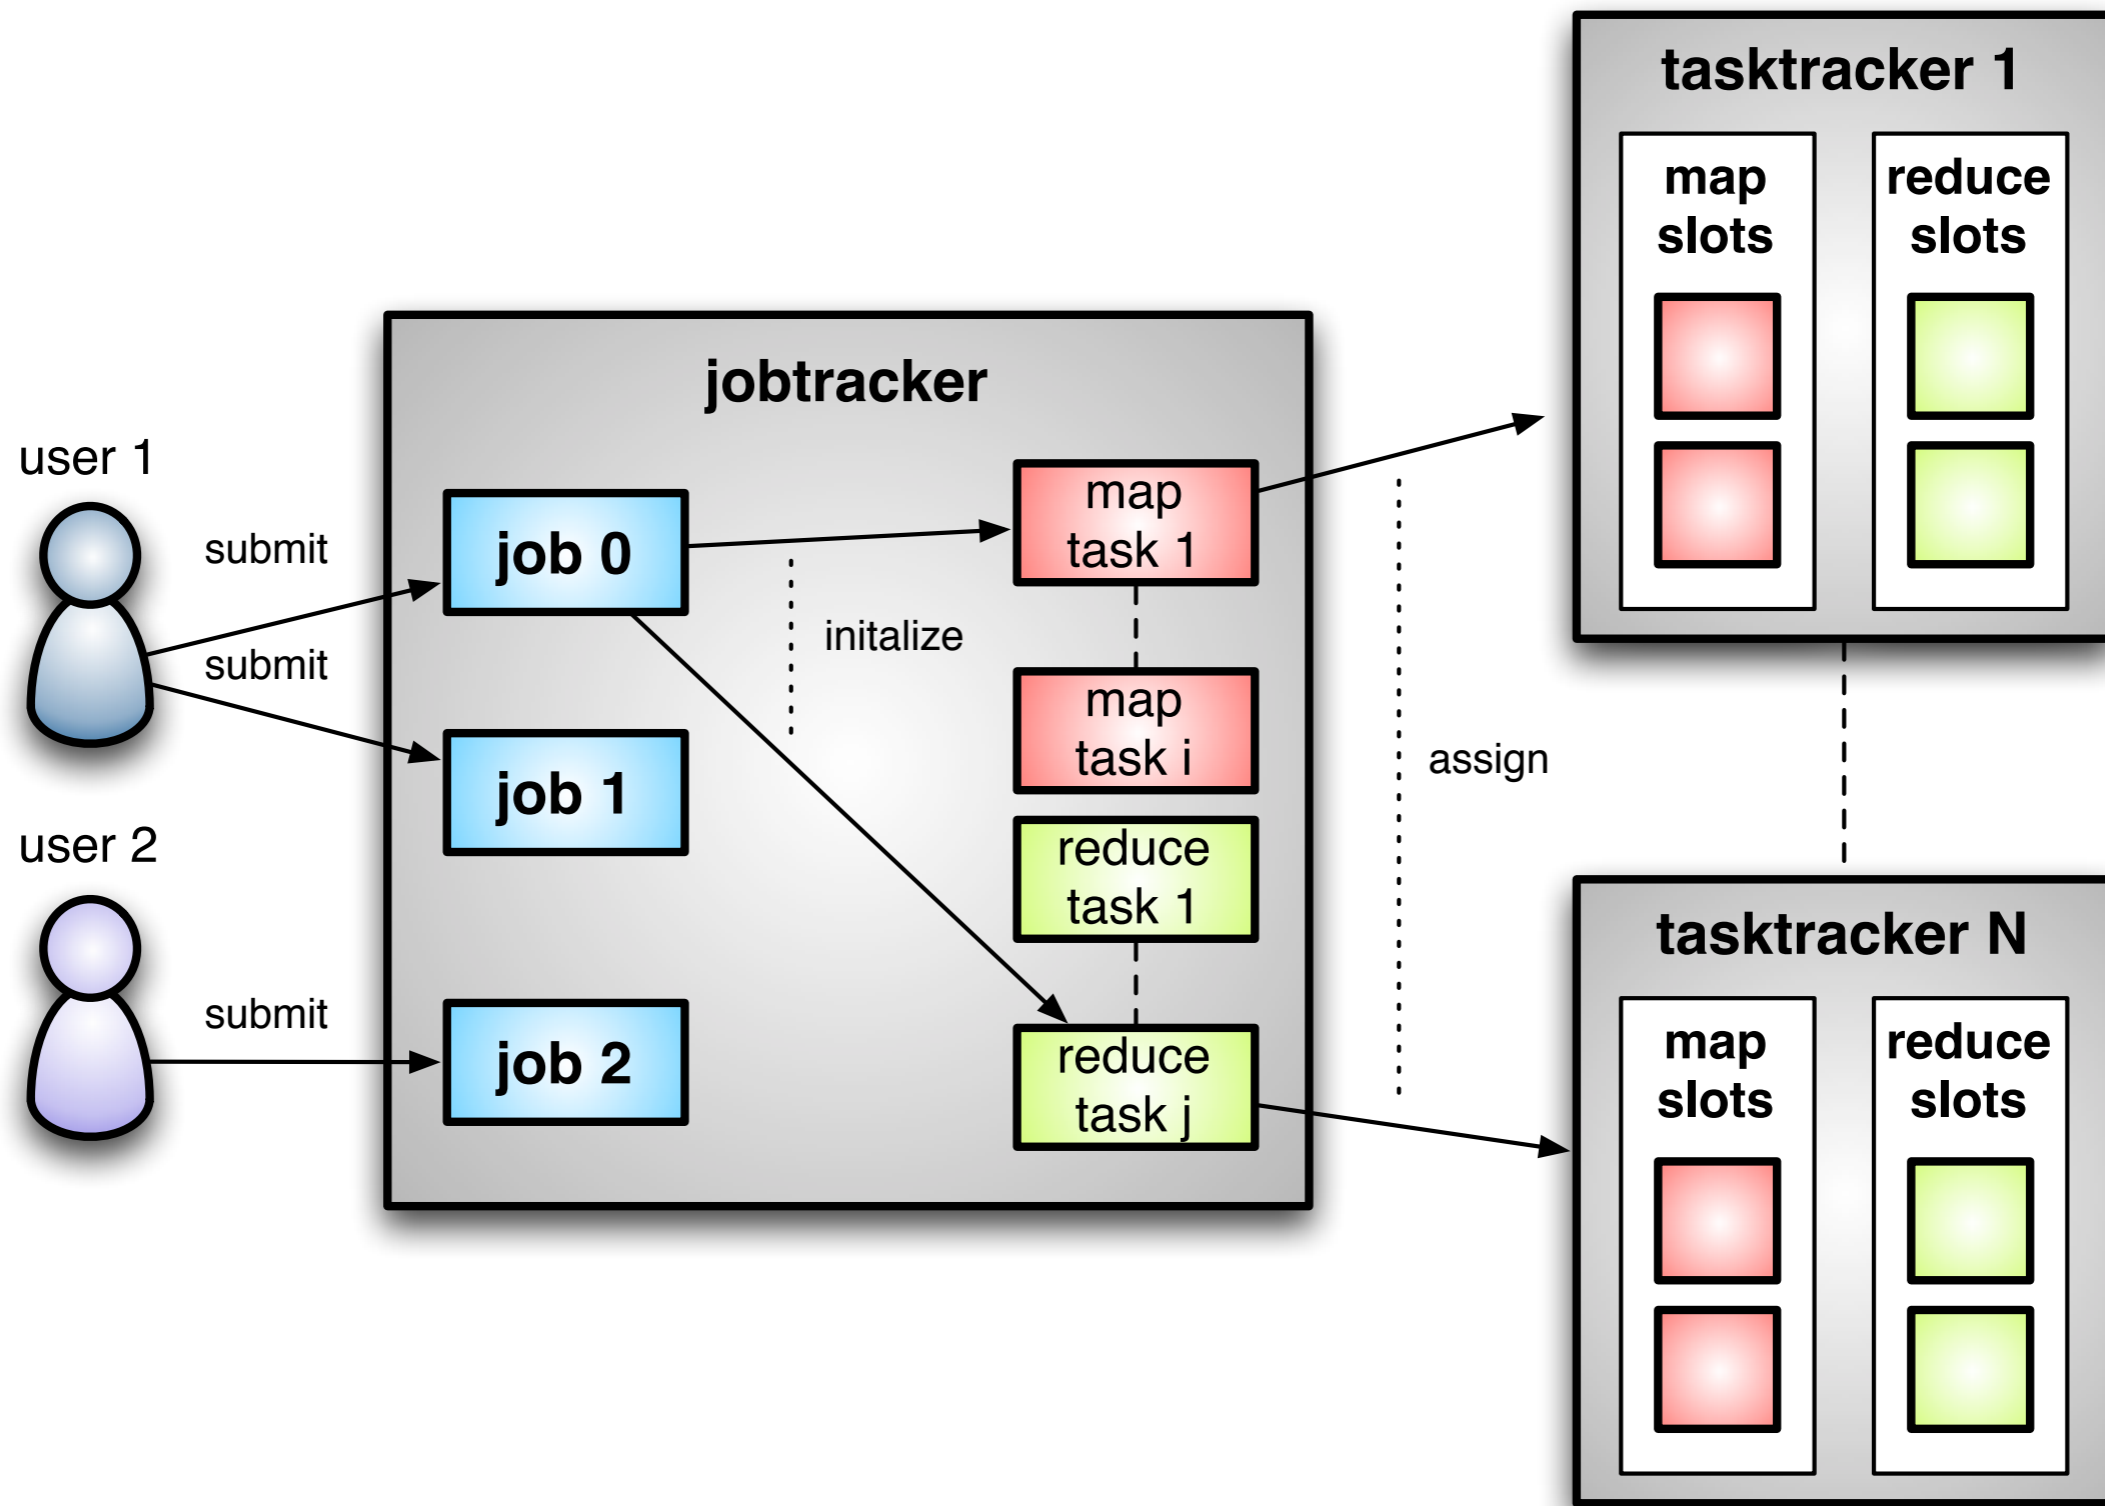 user 1
submit
submit
user 2
submit
jobtracker
job 0
job 1
job 2
initalize
map
task 1
map
task i
reduce
task 1
reduce
task j
assign
tasktracker 1
map
slots
reduce
slots
tasktracker N
map
slots
reduce
slots